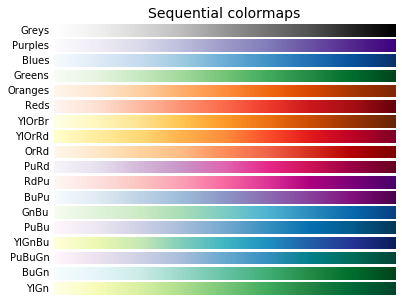 Sequential colormaps
Greys
Purples
Blues
Greens
Oranges
Reds
YlOrBr
YlOrRd
OrRd
PuRd
RdPu
BuPu
GnBu
PuBu
YlGnBu
PuBuGn
BuGn
YlGn